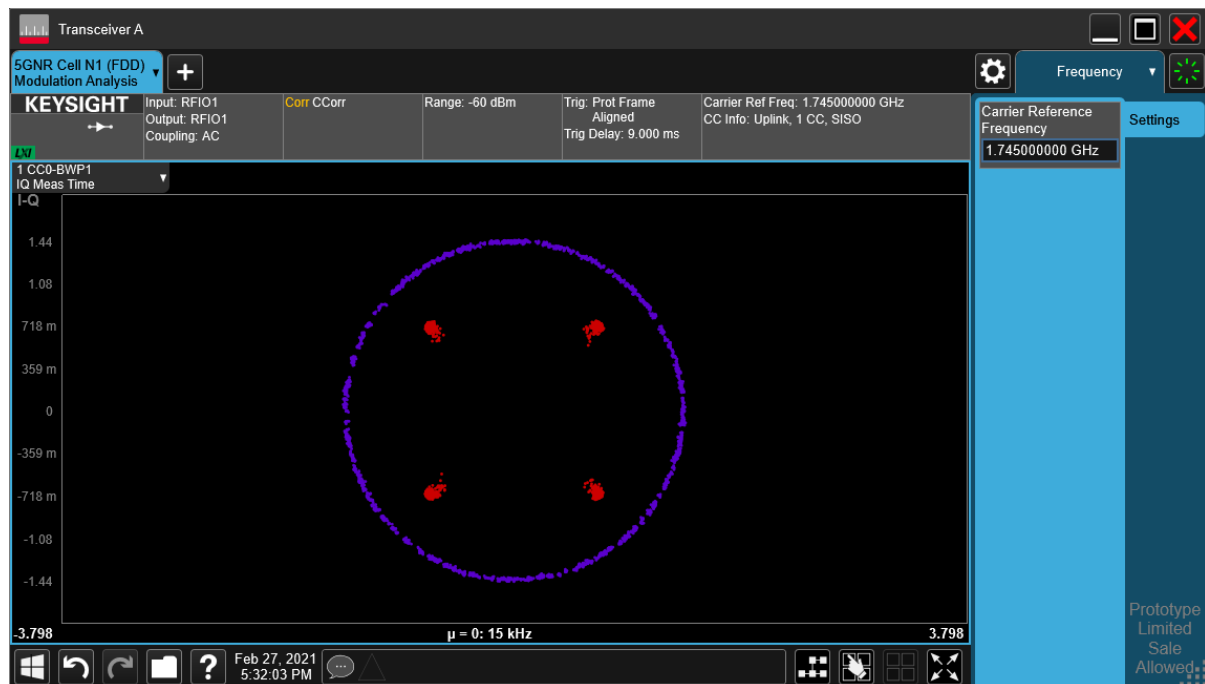 Transceiver A
5GNR Cell N1 (FDD)
Modulation Analysis
Frequency
KEYSIGHT
LXI
Input: RFIO1
Output: RFIO1
Coupling: AC
Corr CCorr
Range: -60 dBm
Trig: Prot Frame
Aligned
Trig Delay: 9.000 ms
Carrier Ref Freq: 1.745000000 GHz
CC Info: Uplink, 1 CC, SISO
Carrier Reference
Frequency
1.745000000 GHz
Settings
1 CC0-BWP1
IQ Meas Time
I-Q
1.44
1.08
718 m
359 m
0
-359 m
-718 m
-1.08
-1.44
-3.798
μ = 0: 15 kHz
3.798
Prototype
Limited
Sale
Allowed
Feb 27, 2021
5:32:03 PM